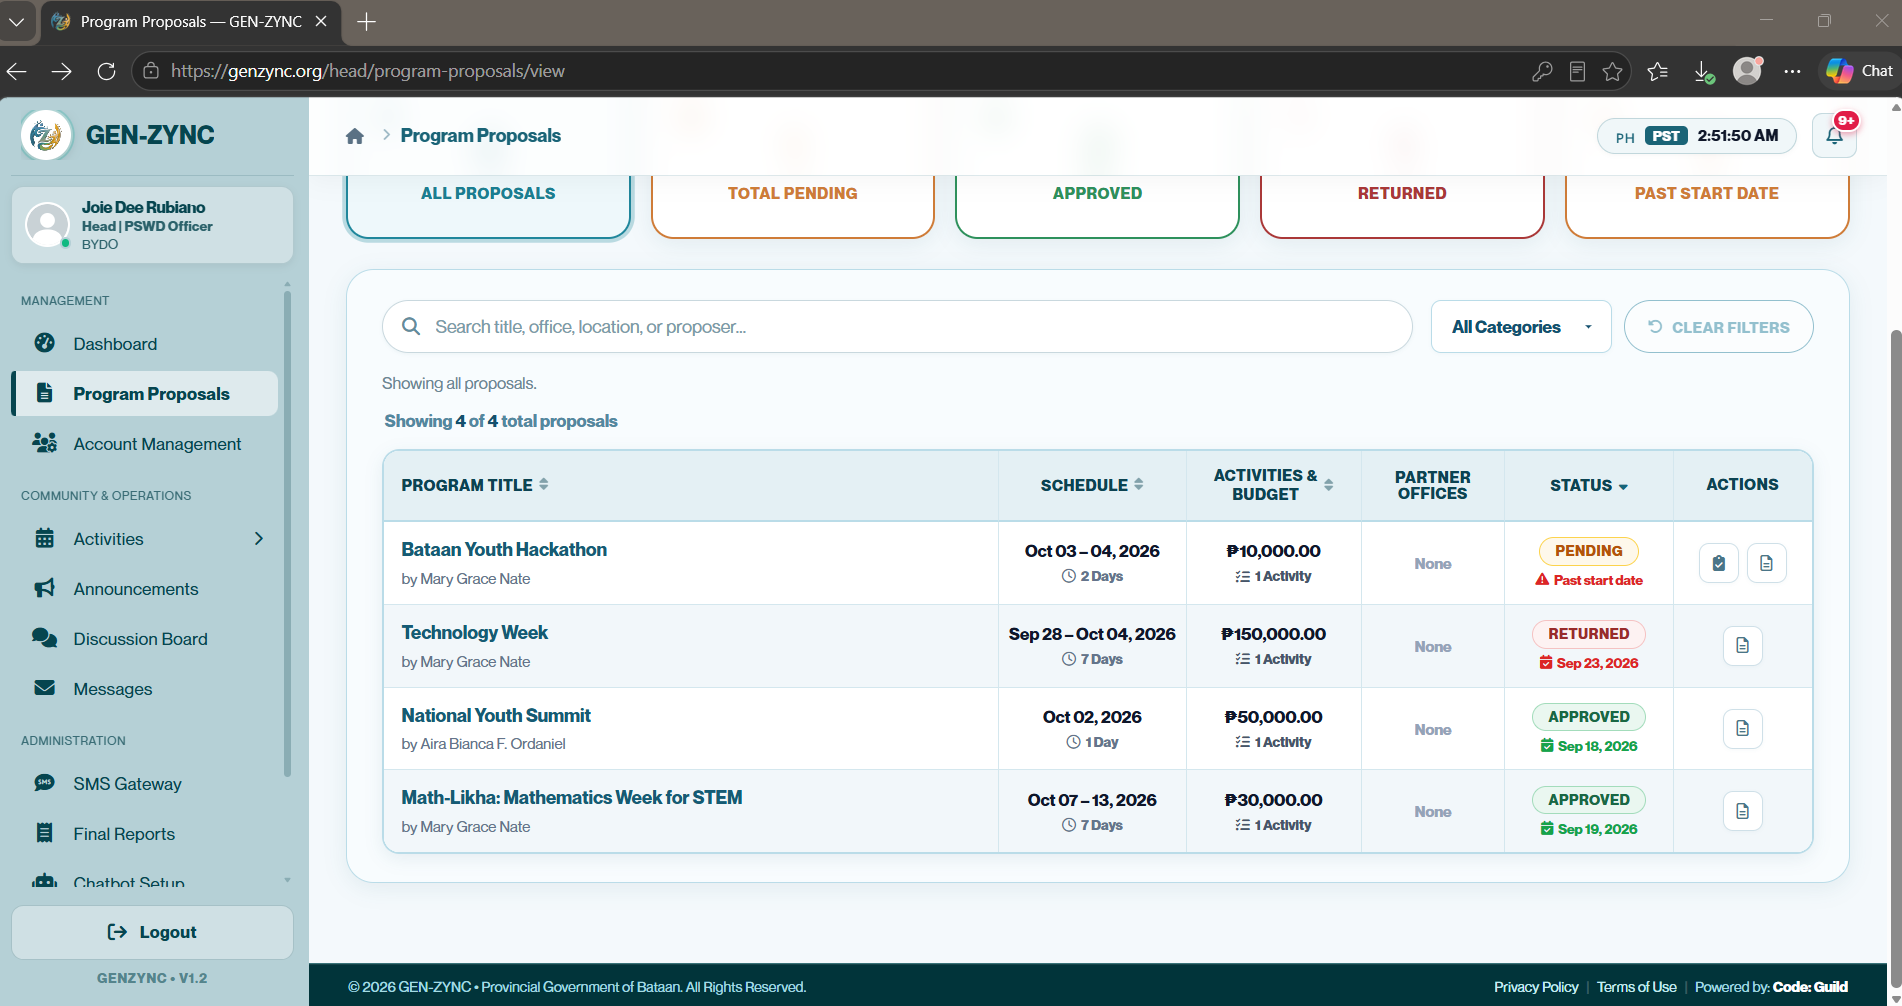 Program Proposals — GEN-ZYNC
https://genzync.org/head/program-proposals/view
Chat
GEN-ZYNC
Program Proposals
PH PST 2:51:50 AM
9+
Joie Dee Rubiano
Head | PSWD Officer
BYDO
ALL PROPOSALS
TOTAL PENDING
APPROVED
RETURNED
PAST START DATE
MANAGEMENT
Dashboard
Program Proposals
Account Management
COMMUNITY & OPERATIONS
Activities
Announcements
Discussion Board
Messages
ADMINISTRATION
SMS Gateway
Final Reports
Chatbot Setup
Logout
GENZYNC • V1.2
Search title, office, location, or proposer...
All Categories
CLEAR FILTERS
Showing all proposals.
Showing 4 of 4 total proposals
PROGRAM TITLE
SCHEDULE
ACTIVITIES &
BUDGET
PARTNER
OFFICES
STATUS
ACTIONS
Bataan Youth Hackathon
by Mary Grace Nate
Oct 03 – 04, 2026
2 Days
₱10,000.00
1 Activity
None
PENDING
Past start date
Technology Week
by Mary Grace Nate
Sep 28 – Oct 04, 2026
7 Days
₱150,000.00
1 Activity
None
RETURNED
Sep 23, 2026
National Youth Summit
by Aira Bianca F. Ordaniel
Oct 02, 2026
1 Day
₱50,000.00
1 Activity
None
APPROVED
Sep 18, 2026
Math-Likha: Mathematics Week for STEM
by Mary Grace Nate
Oct 07 – 13, 2026
7 Days
₱30,000.00
1 Activity
None
APPROVED
Sep 19, 2026
© 2026 GEN-ZYNC • Provincial Government of Bataan. All Rights Reserved.
Privacy Policy | Terms of Use | Powered by: Code: Guild